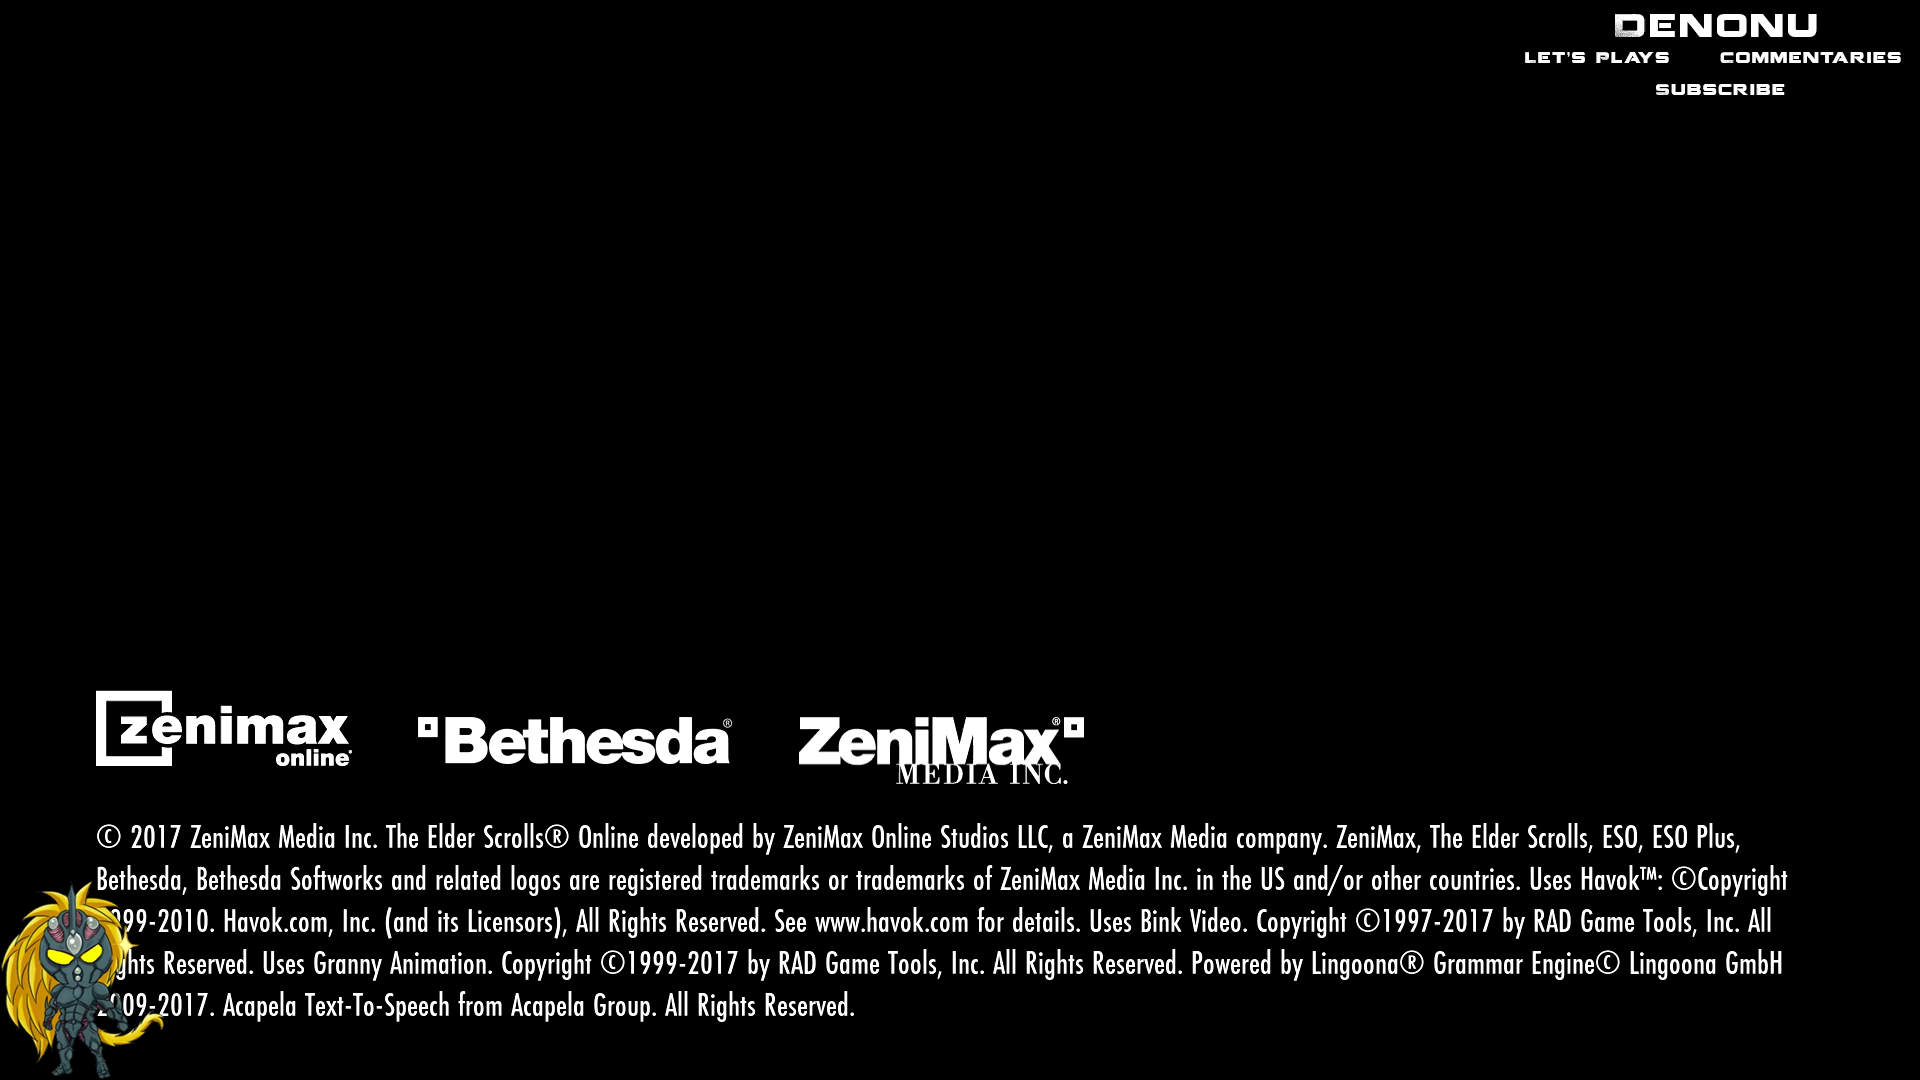 DENONU
LET'S PLAYS COMMENTARIES
SUBSCRIBE
zenimax
online®
Bethesda®
ZeniMax®
MEDIA INC.
© 2017 ZeniMax Media Inc. The Elder Scrolls® Online developed by ZeniMax Online Studios LLC, a ZeniMax Media company. ZeniMax, The Elder Scrolls, ESO, ESO Plus,
Bethesda, Bethesda Softworks and related logos are registered trademarks or trademarks of ZeniMax Media Inc. in the US and/or other countries. Uses Havok™: ©Copyright
99-2010. Havok.com, Inc. (and its Licensors), All Rights Reserved. See www.havok.com for details. Uses Bink Video. Copyright ©1997-2017 by RAD Game Tools, Inc. All
ghts Reserved. Uses Granny Animation. Copyright ©1999-2017 by RAD Game Tools, Inc. All Rights Reserved. Powered by Lingoona® Grammar Engine© Lingoona GmbH
2009-2017. Acapela Text-To-Speech from Acapela Group. All Rights Reserved.